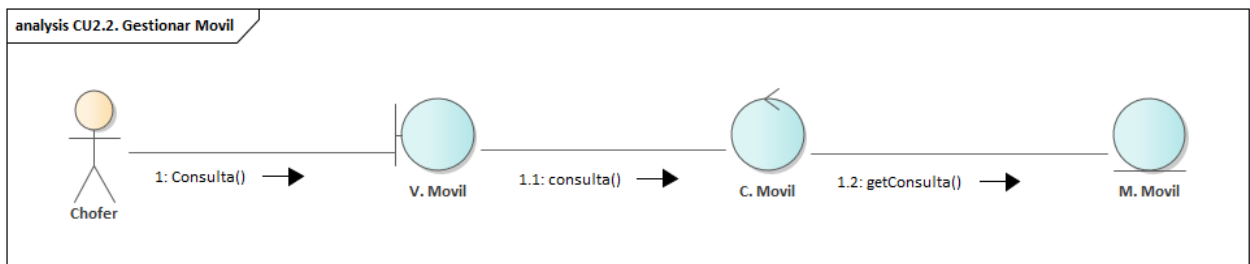 analysis CU2.2. Gestionar Movil
1: Consulta()
1.1: consulta()
1.2: getConsulta()
Chofer
V. Movil
C. Movil
M. Movil